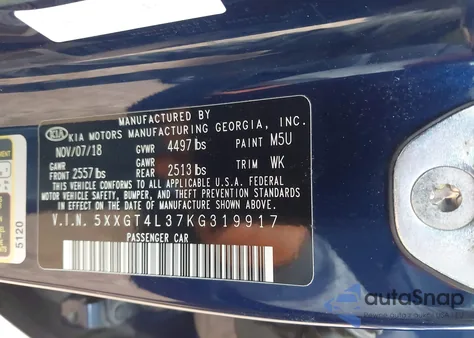 MANUFACTURED BY
KIA KIA MOTORS MANUFACTURING GEORGIA, INC.
NOV/07/18 GVWR 4497 lbs PAINT M5U
GAWR FRONT 2557 lbs GAWR REAR 2513 lbs TRIM WK
THIS VEHICLE CONFORMS TO ALL APPLICABLE U.S.A. FEDERAL
MOTOR VEHICLE SAFETY, BUMPER, AND THEFT PREVENTION
STANDARDS IN EFFECT ON THE DATE OF MANUFACTURE SHOWN ABOVE.
V.I.N. 5XXGT4L37KG319917
PASSENGER CAR
5120
autoSnap